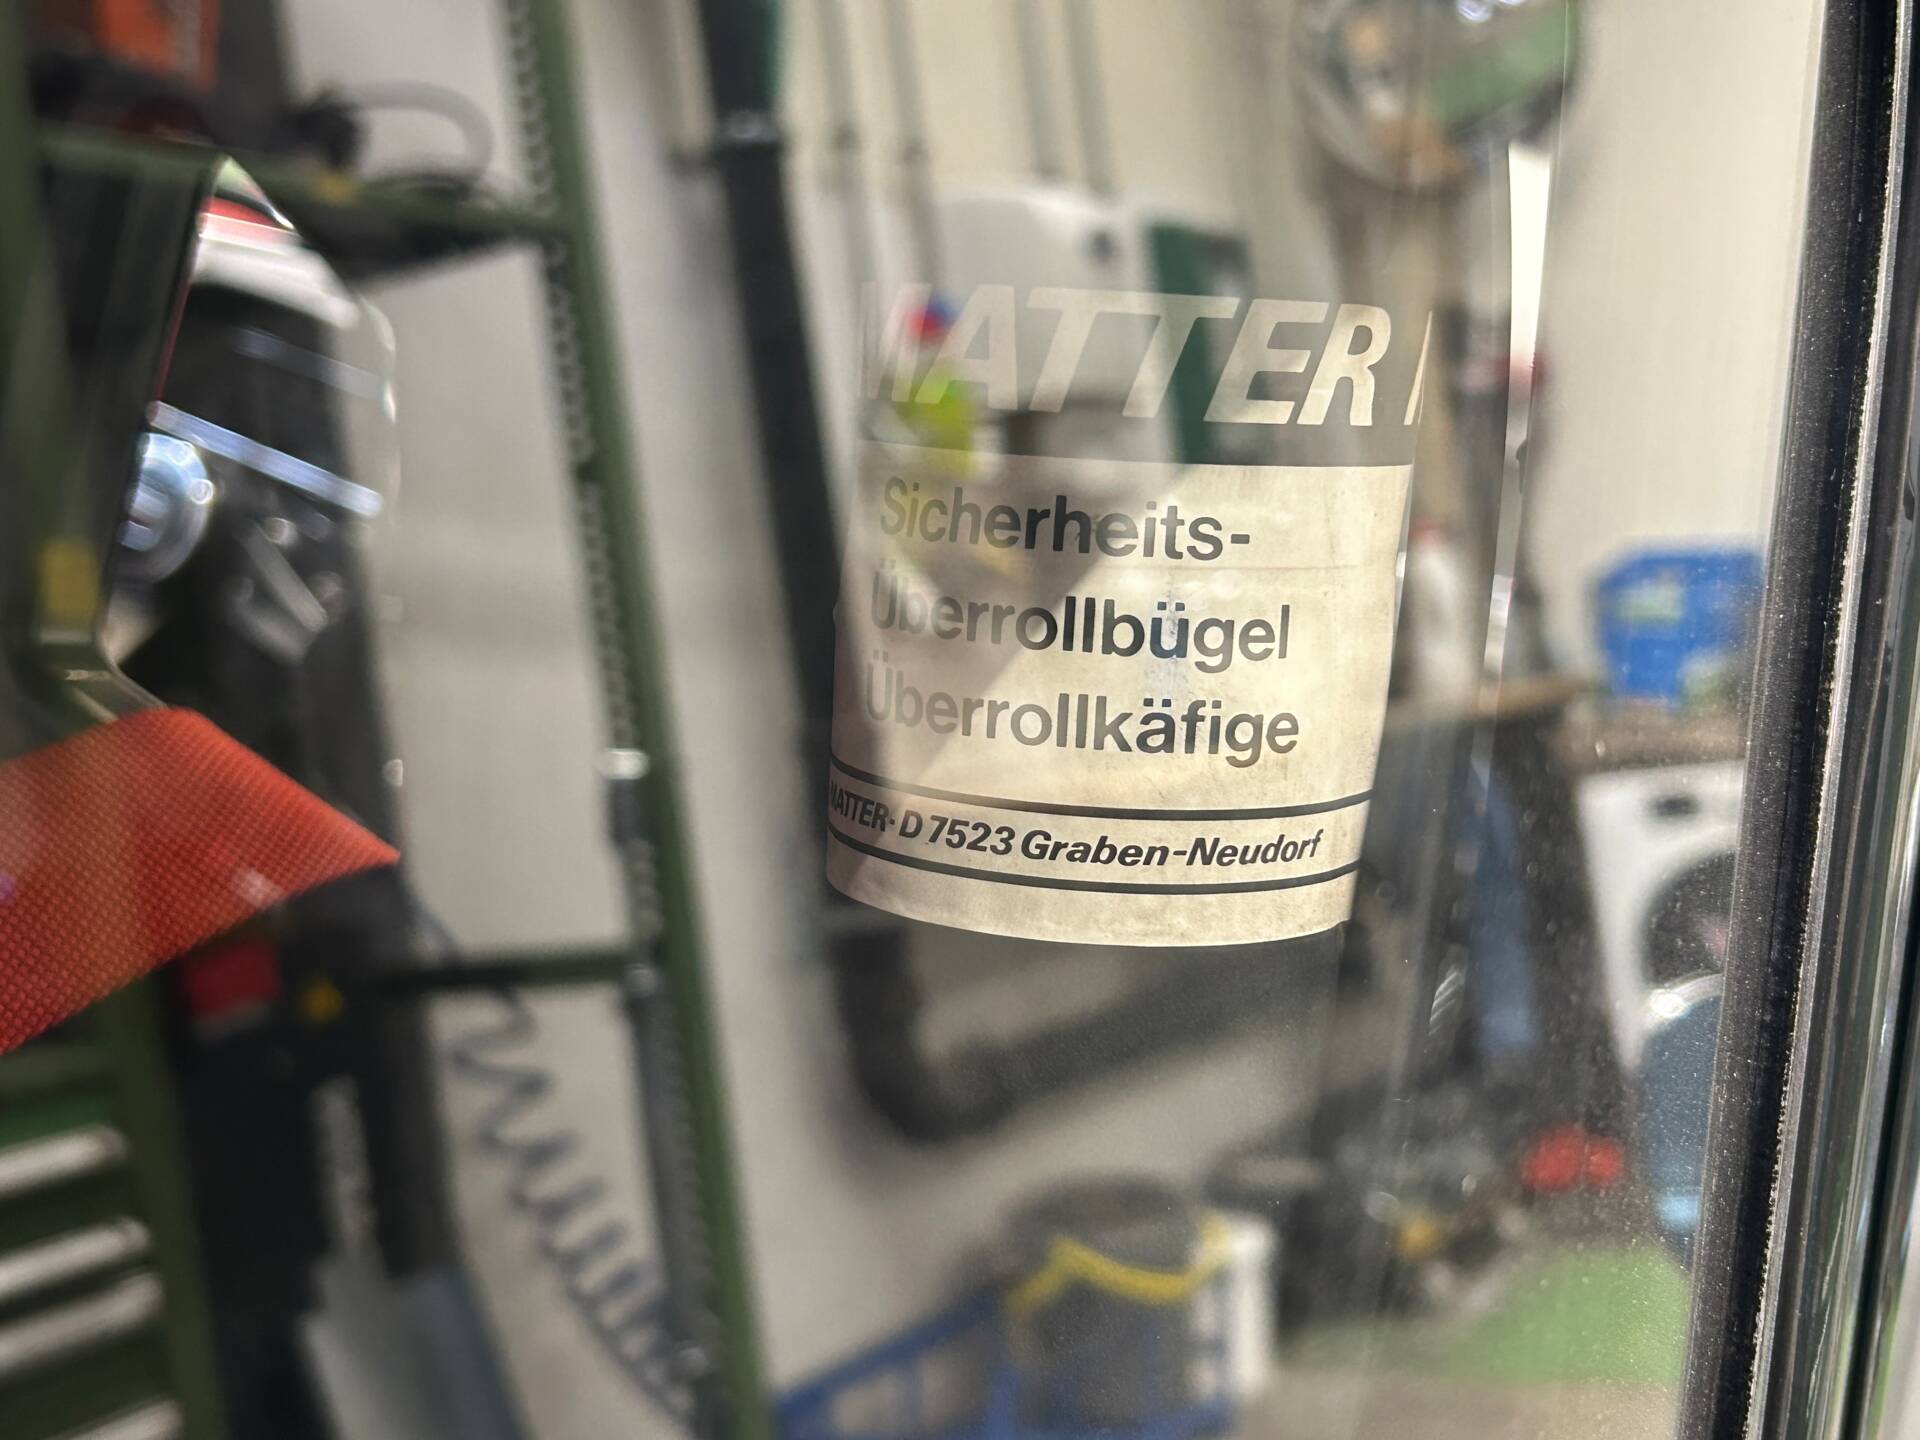 MATTER
Sicherheits-
Überrollbügel
Überrollkäfige
MATTER· D 7523 Graben-Neudorf